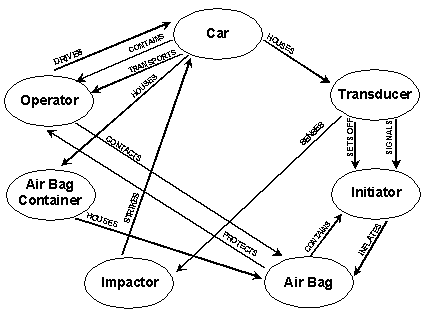 Car
DRIVES
CONTAINS
TRANSPORTS
HOUSES
HOUSES
Operator
Transducer
CONTACTS
SENSES
SETS OFF
SIGNALS
Air Bag
Container
Initiator
STRIKES
HOUSES
PROTECTS
CONTAINS
INFLATES
Impactor
Air Bag